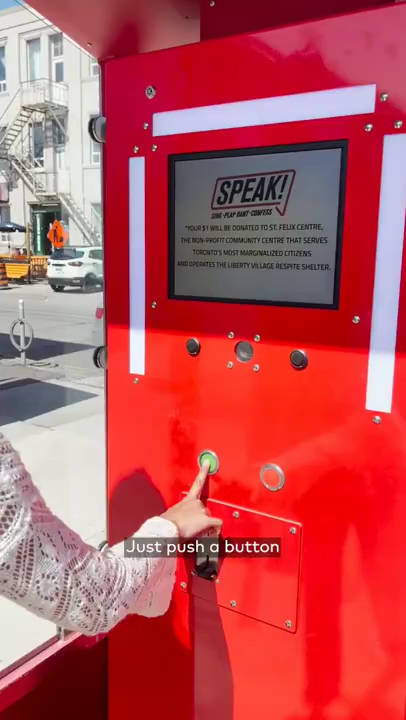 SPEAK!
SING•PLAY•RANT•CONFESS
*YOUR $1 WILL BE DONATED TO ST. FELIX CENTRE,
THE NON-PROFIT COMMUNITY CENTRE THAT SERVES
TORONTO'S MOST MARGINALIZED CITIZENS
AND OPERATES THE LIBERTY VILLAGE RESPITE SHELTER.
Just push a button